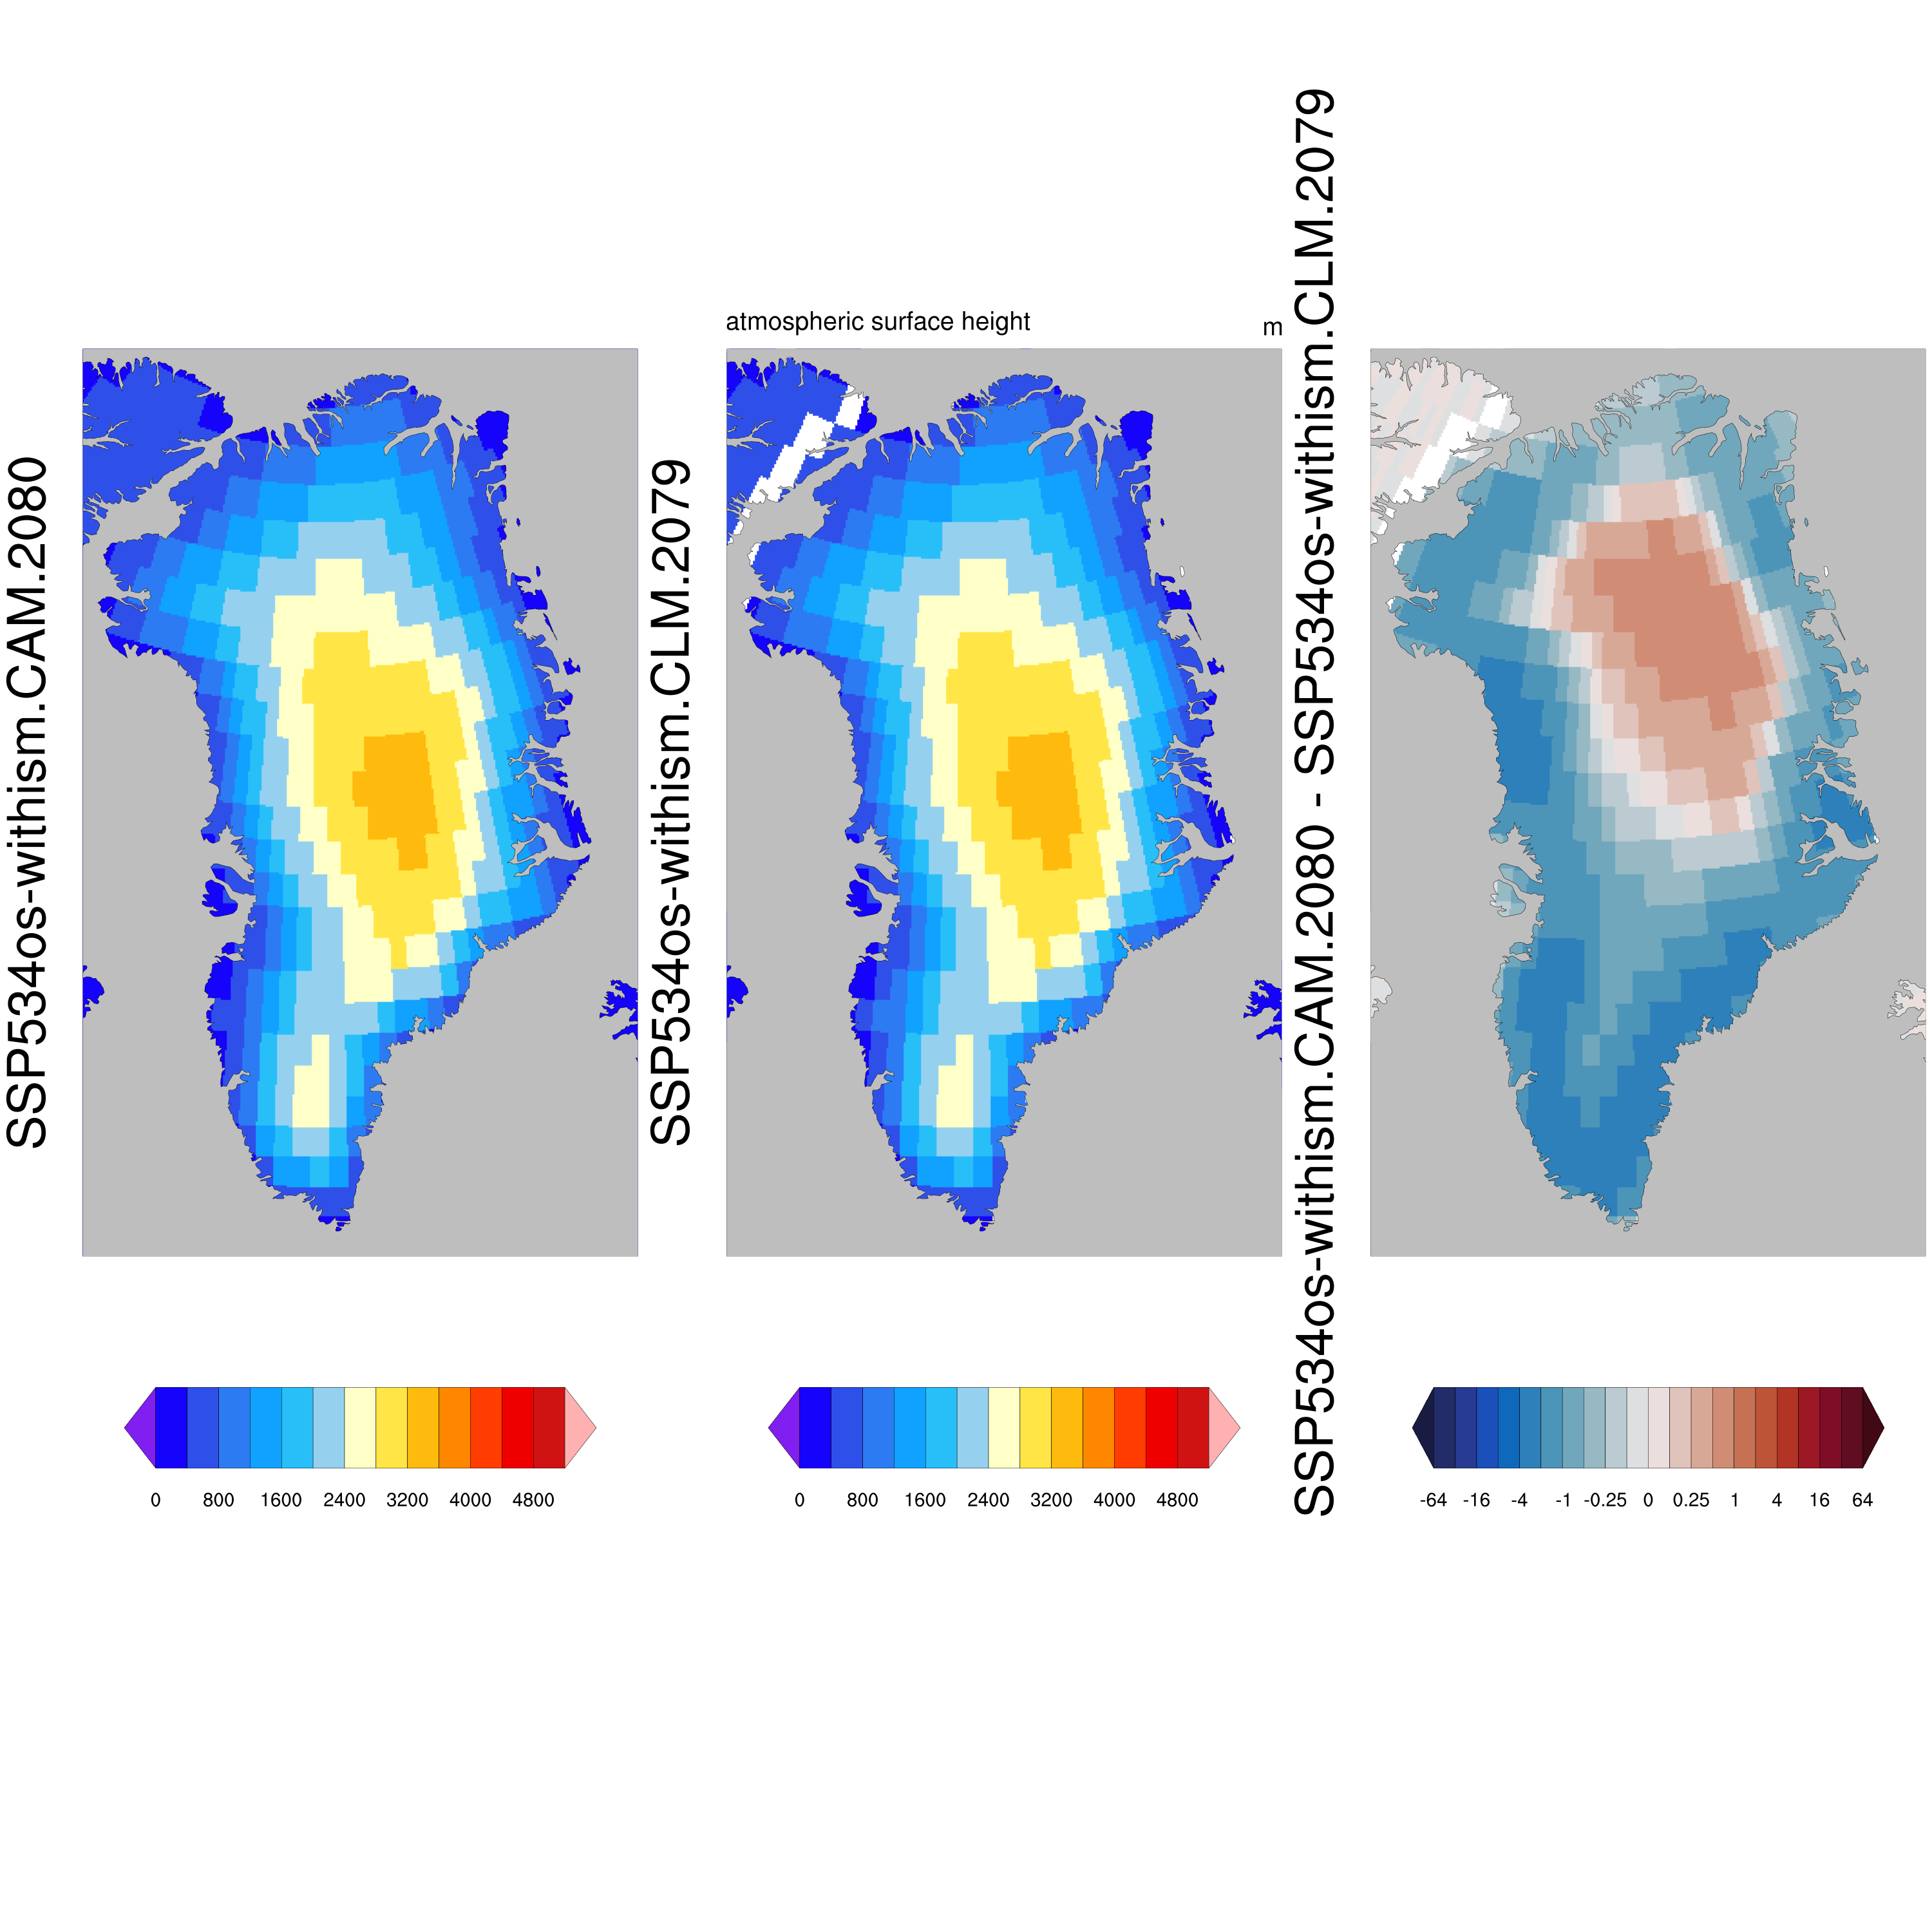 SSP534os-withism.CAM.2080
0 800 1600 2400 3200 4000 4800
SSP534os-withism.CLM.2079
atmospheric surface height m
0 800 1600 2400 3200 4000 4800
SSP534os-withism.CAM.2080 - SSP534os-withism.CLM.2079
-64 -16 -4 -1 -0.25 0 0.25 1 4 16 64